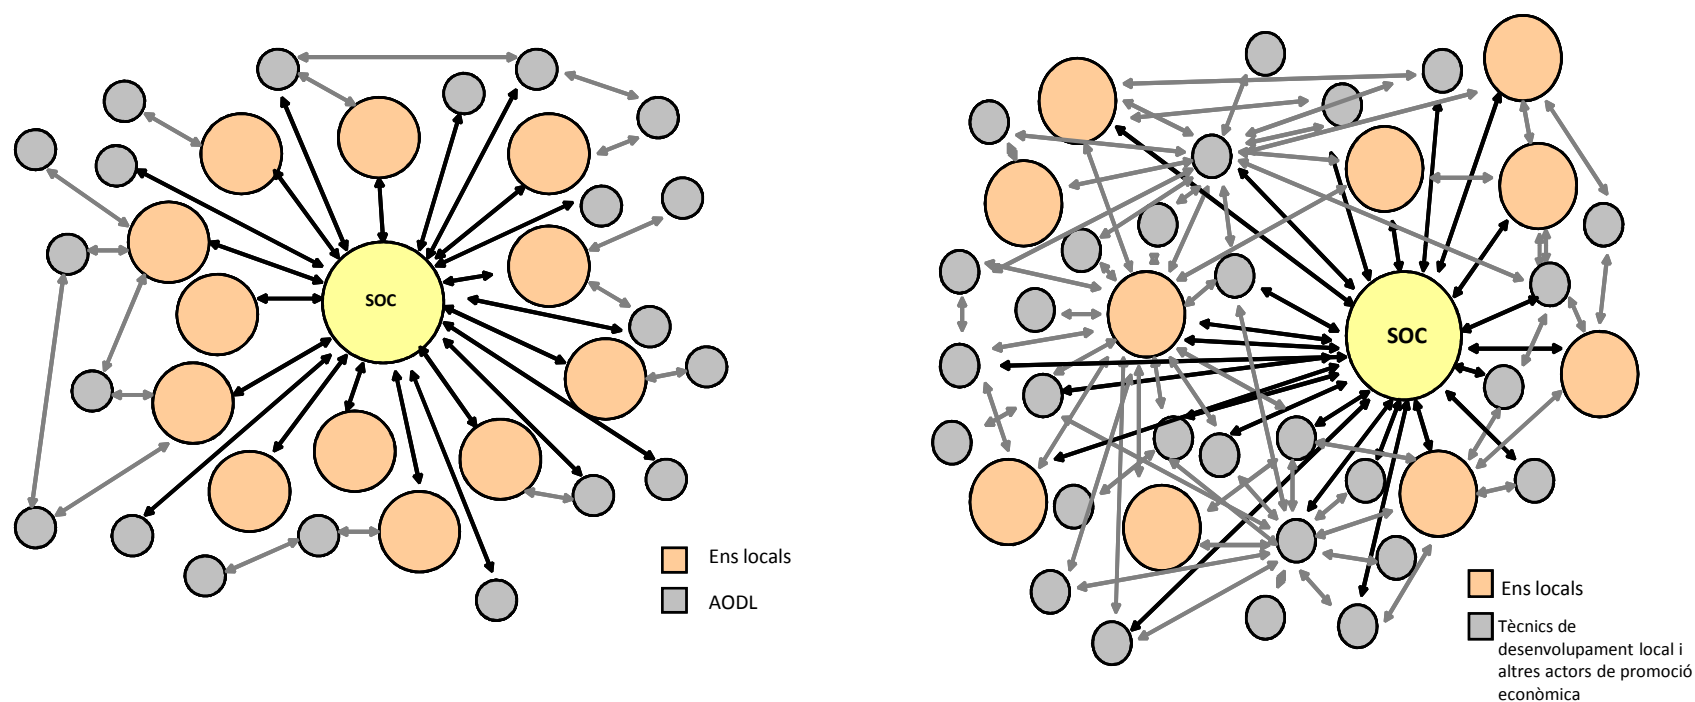 SOC
Ens locals
AODL
SOC
Ens locals
Tècnics de
desenvolupament local i
altres actors de promoció
econòmica